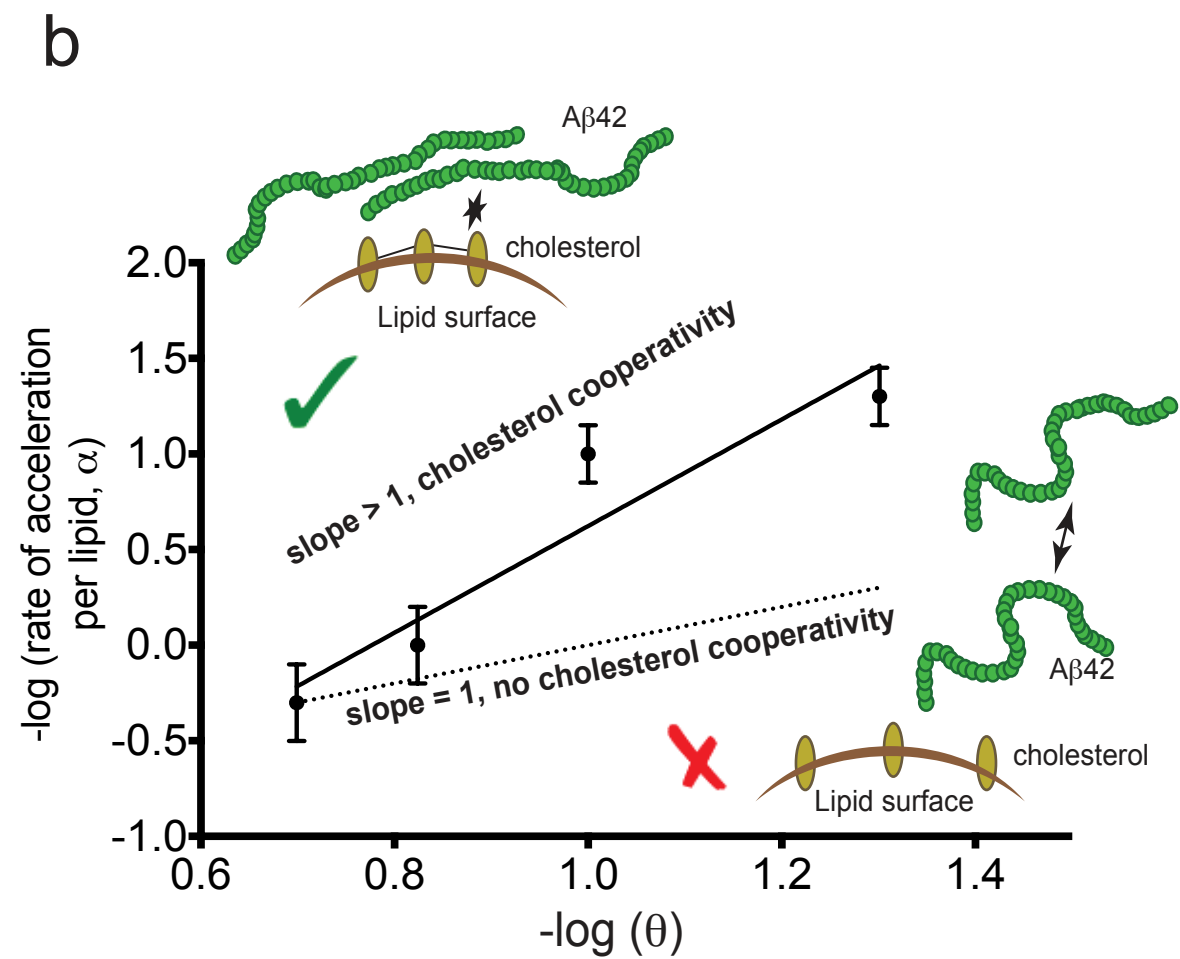 b
Aβ42
cholesterol
Lipid surface
2.0
1.5
1.0
0.5
0.0
-0.5
-1.0
-log (rate of acceleration
per lipid, α)
slope > 1, cholesterol cooperativity
slope = 1, no cholesterol cooperativity
Aβ42
cholesterol
Lipid surface
0.6 0.8 1.0 1.2 1.4
-log (θ)